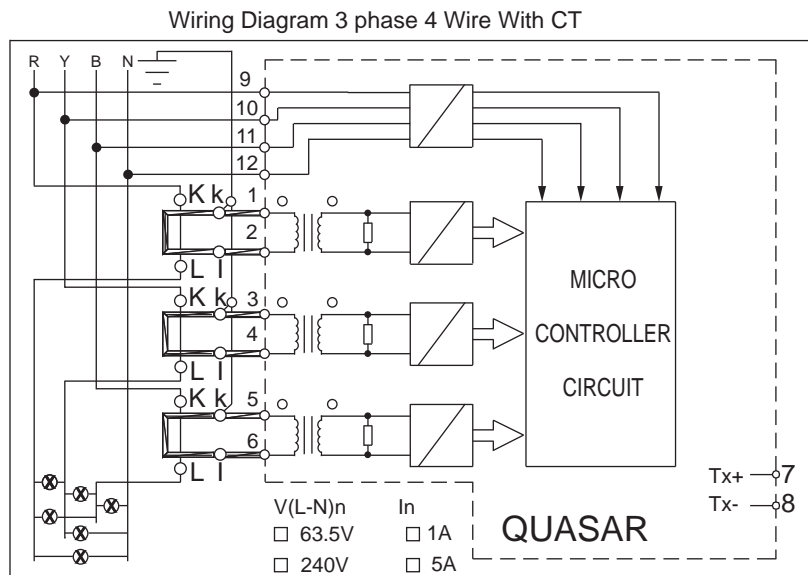 Wiring Diagram 3 phase 4 Wire With CT
R Y B N
9
10
11
12
K k 1
2
L l
K k 3
4
L l
K k 5
6
L l
MICRO
CONTROLLER
CIRCUIT
Tx+ 7
Tx- 8
V(L-N)n In
63.5V 1A
240V 5A
QUASAR